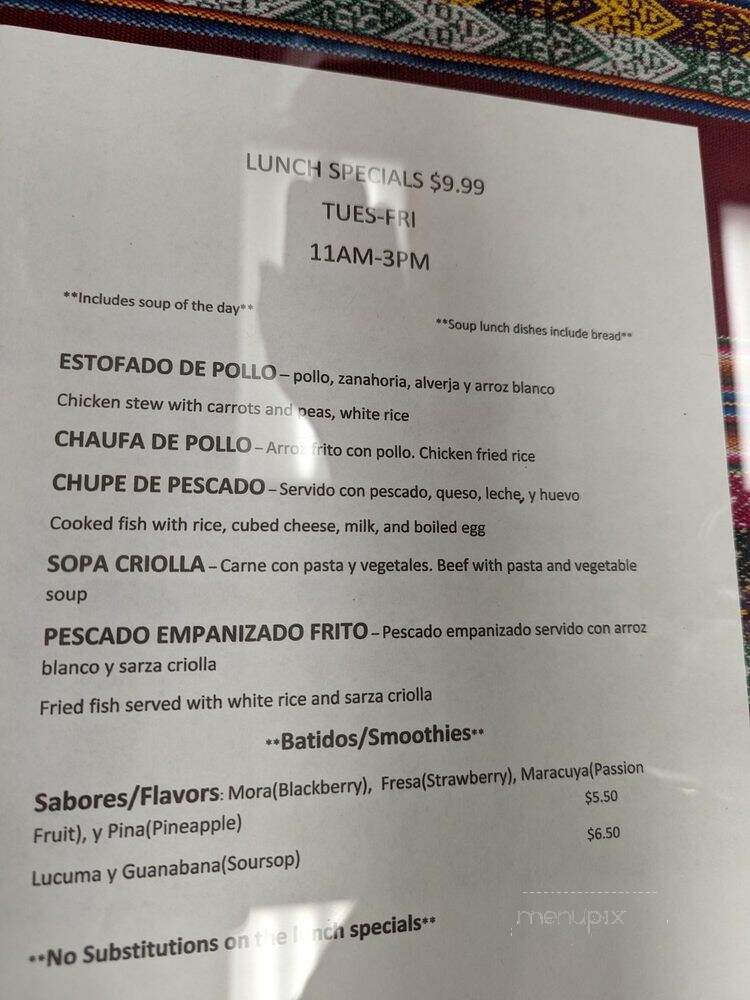 LUNCH SPECIALS $9.99
TUES-FRI
11AM-3PM
**Includes soup of the day**
**Soup lunch dishes include bread**
ESTOFADO DE POLLO – pollo, zanahoria, alverja y arroz blanco
Chicken stew with carrots and peas, white rice
CHAUFA DE POLLO – Arroz frito con pollo. Chicken fried rice
CHUPE DE PESCADO – Servido con pescado, queso, leche, y huevo
Cooked fish with rice, cubed cheese, milk, and boiled egg
SOPA CRIOLLA – Carne con pasta y vegetales. Beef with pasta and vegetable
soup
PESCADO EMPANIZADO FRITO – Pescado empanizado servido con arroz
blanco y sarza criolla
Fried fish served with white rice and sarza criolla
**Batidos/Smoothies**
Sabores/Flavors: Mora(Blackberry), Fresa(Strawberry), Maracuya(Passion
Fruit), y Pina(Pineapple) $5.50
Lucuma y Guanabana(Soursop) $6.50
**No Substitutions on the lunch specials**
menupix